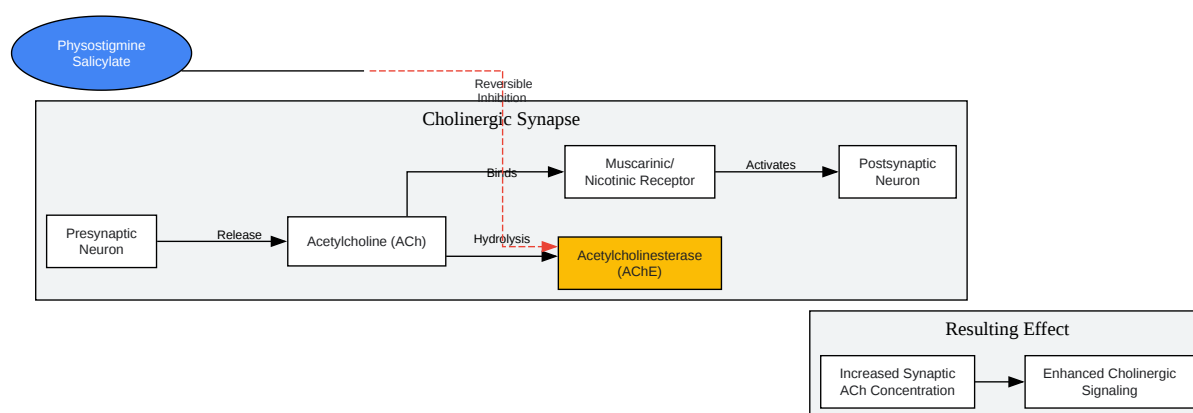 Physostigmine
Salicylate
Reversible
Inhibition
Cholinergic Synapse
Muscarinic/
Nicotinic Receptor
Postsynaptic
Neuron
Binds
Activates
Presynaptic
Neuron
Release
Acetylcholine (ACh)
Hydrolysis
Acetylcholinesterase
(AChE)
Resulting Effect
Increased Synaptic
ACh Concentration
Enhanced Cholinergic
Signaling